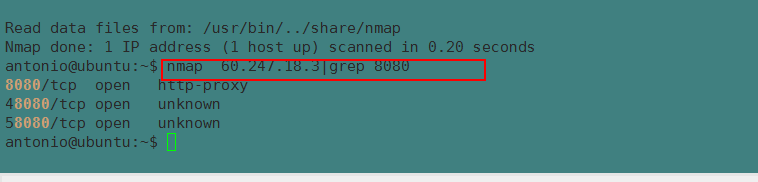 Read data files from: /usr/bin/../share/nmap
Nmap done: 1 IP address (1 host up) scanned in 0.20 seconds
antonio@ubuntu:~$ nmap  60.247.18.3|grep 8080
8080/tcp  open   http-proxy
48080/tcp open   unknown
58080/tcp open   unknown
antonio@ubuntu:~$